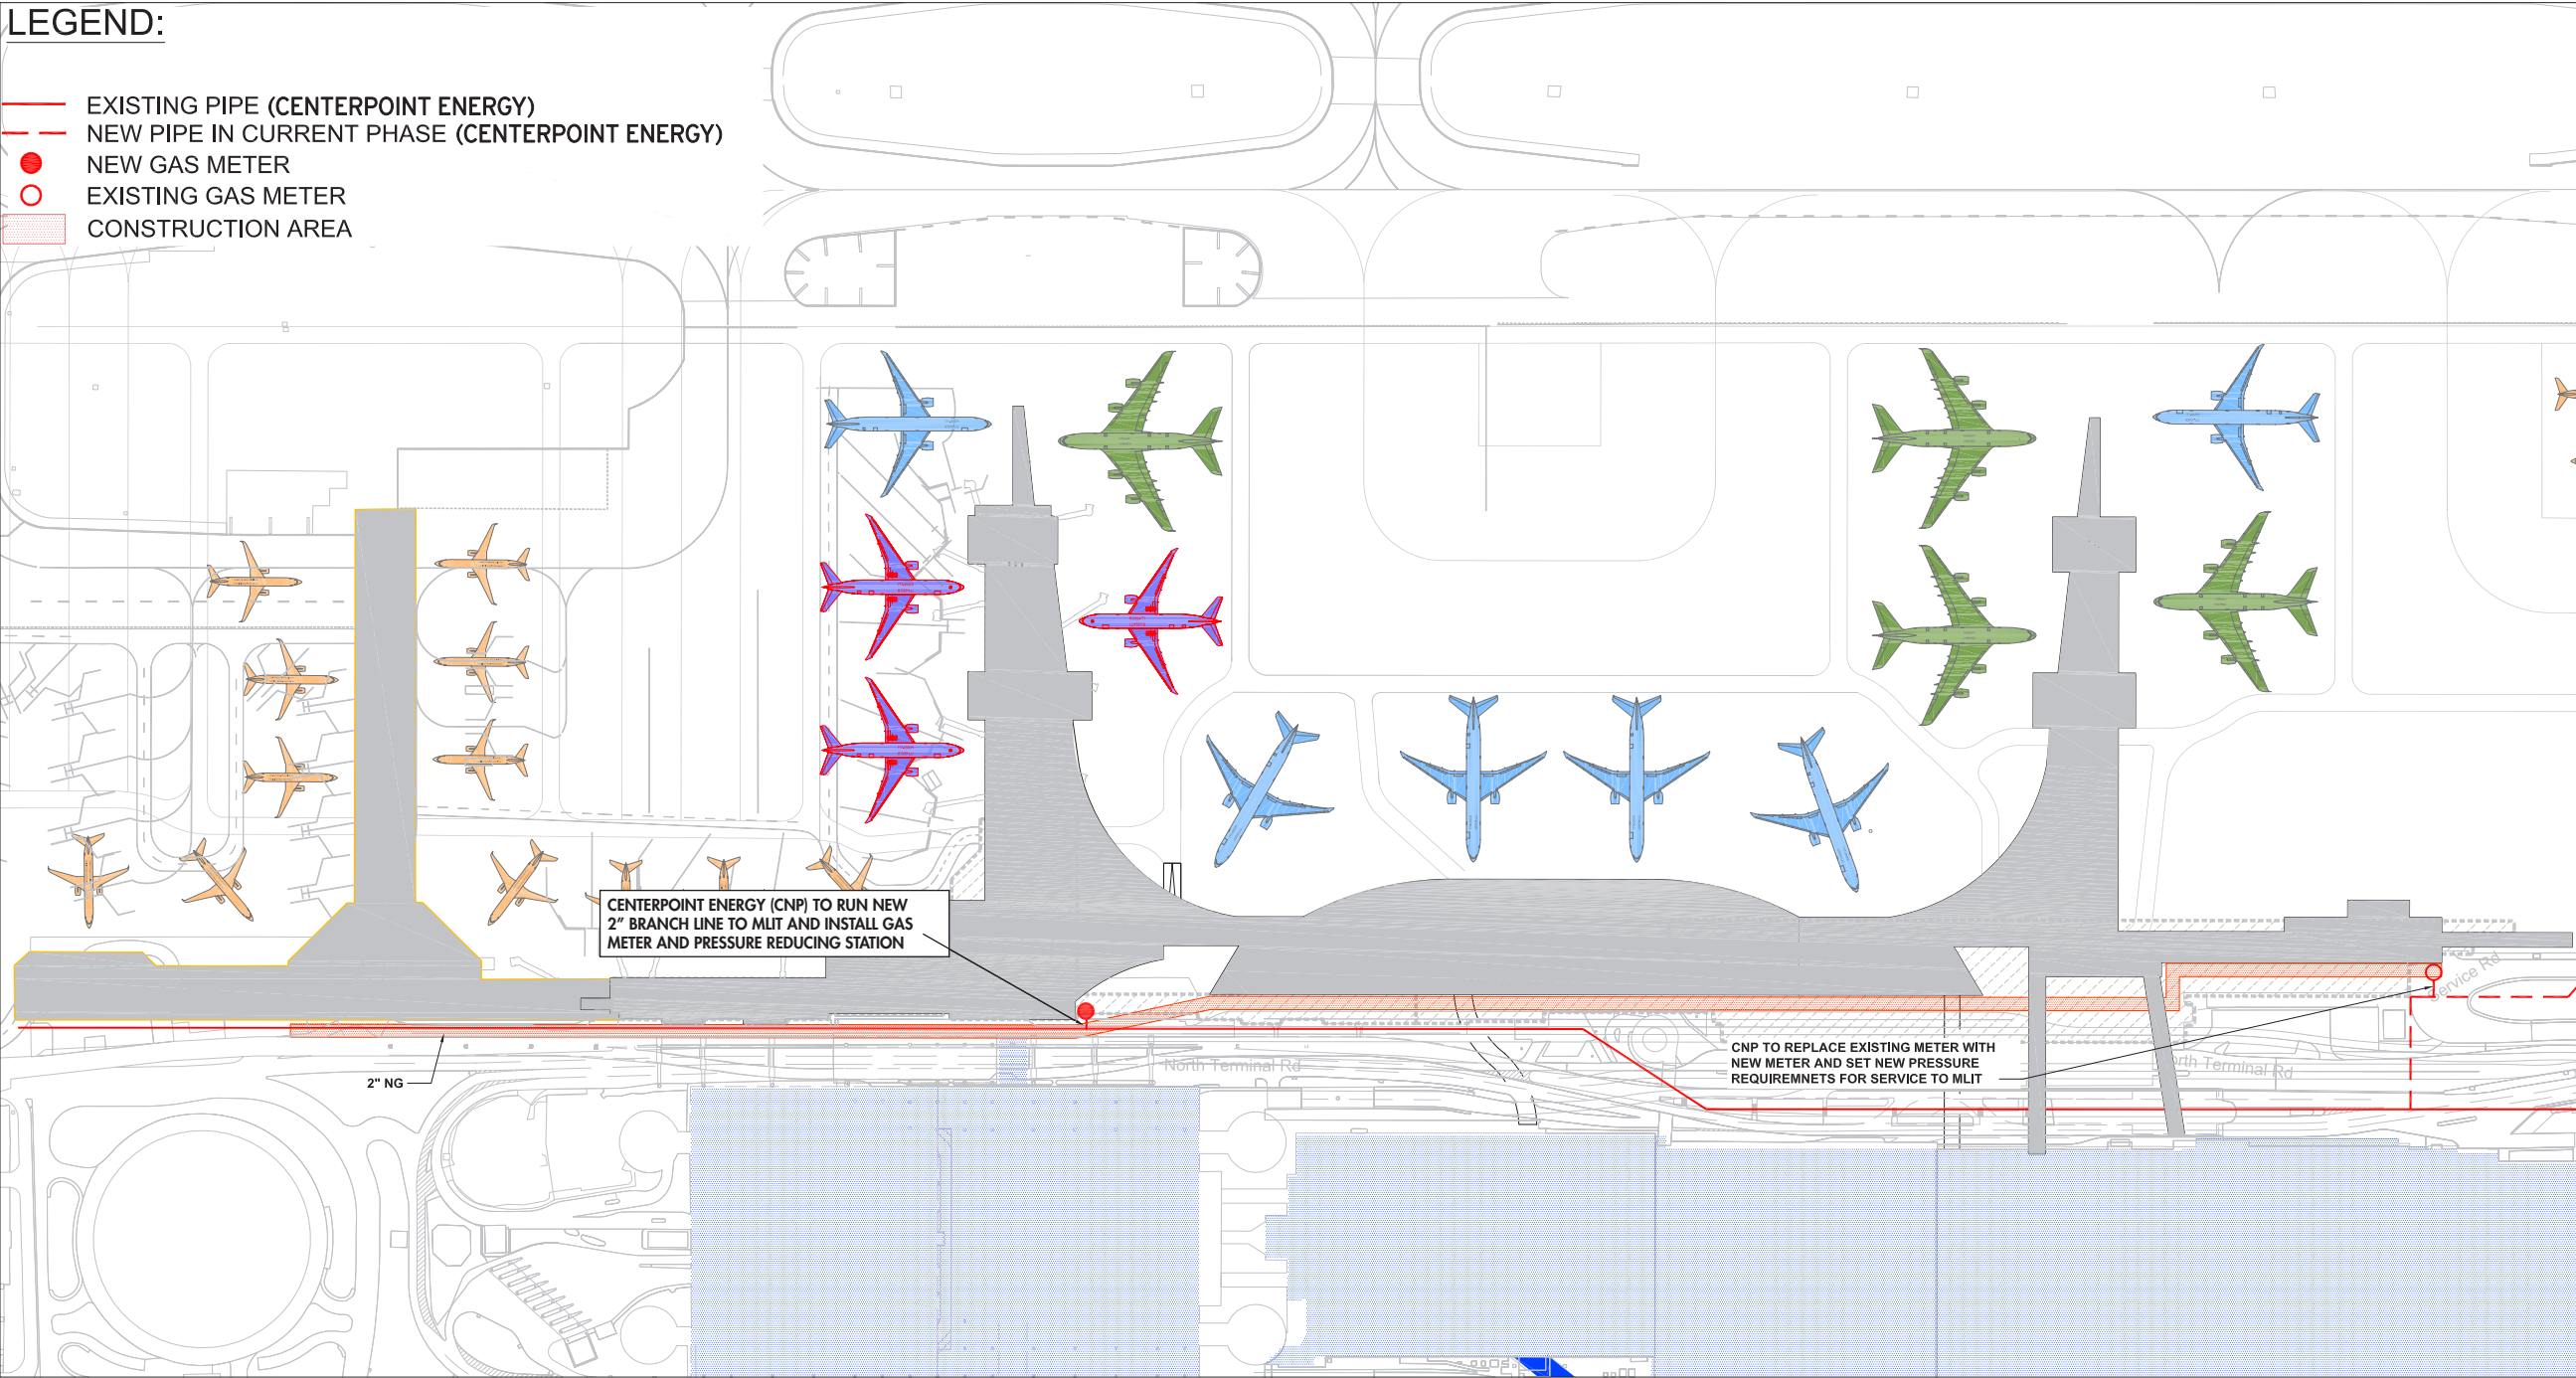 LEGEND:
EXISTING PIPE (CENTERPOINT ENERGY)
NEW PIPE IN CURRENT PHASE (CENTERPOINT ENERGY)
NEW GAS METER
EXISTING GAS METER
CONSTRUCTION AREA
CENTERPOINT ENERGY (CNP) TO RUN NEW
2" BRANCH LINE TO MLIT AND INSTALL GAS
METER AND PRESSURE REDUCING STATION
Service Rd
CNP TO REPLACE EXISTING METER WITH
NEW METER AND SET NEW PRESSURE
REQUIREMNETS FOR SERVICE TO MLIT
North Terminal Rd
orth Terminal Rd
2" NG